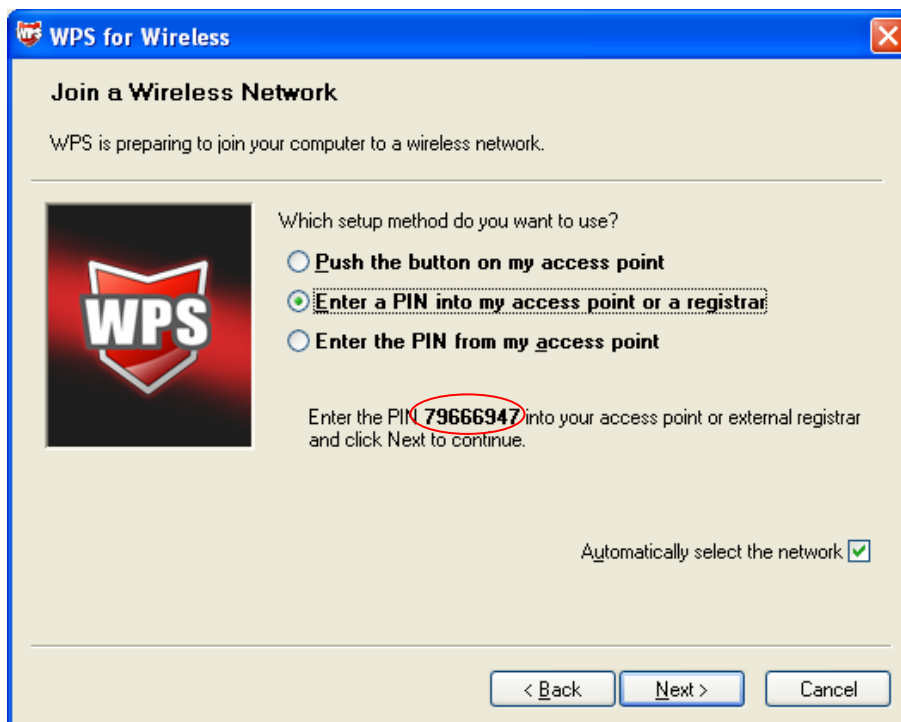 WPS for Wireless
Join a Wireless Network
WPS is preparing to join your computer to a wireless network.
Which setup method do you want to use?
Push the button on my access point
Enter a PIN into my access point or a registrar
Enter the PIN from my access point
WPS
Enter the PIN 79666947 into your access point or external registrar
and click Next to continue.
Automatically select the network
< Back
Next >
Cancel